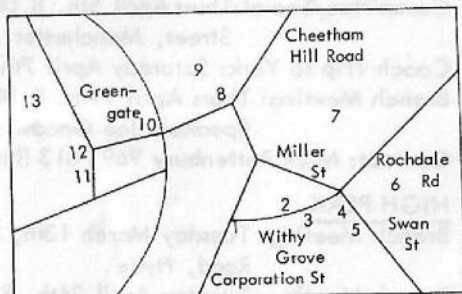 Cheetham
Hill Road
9
Green-
gate
8
13
10
7
12
Miller
St
Rochdale
Rd
11
6
2
4
Swan
St
1
3
5
Withy
Grove
Corporation St